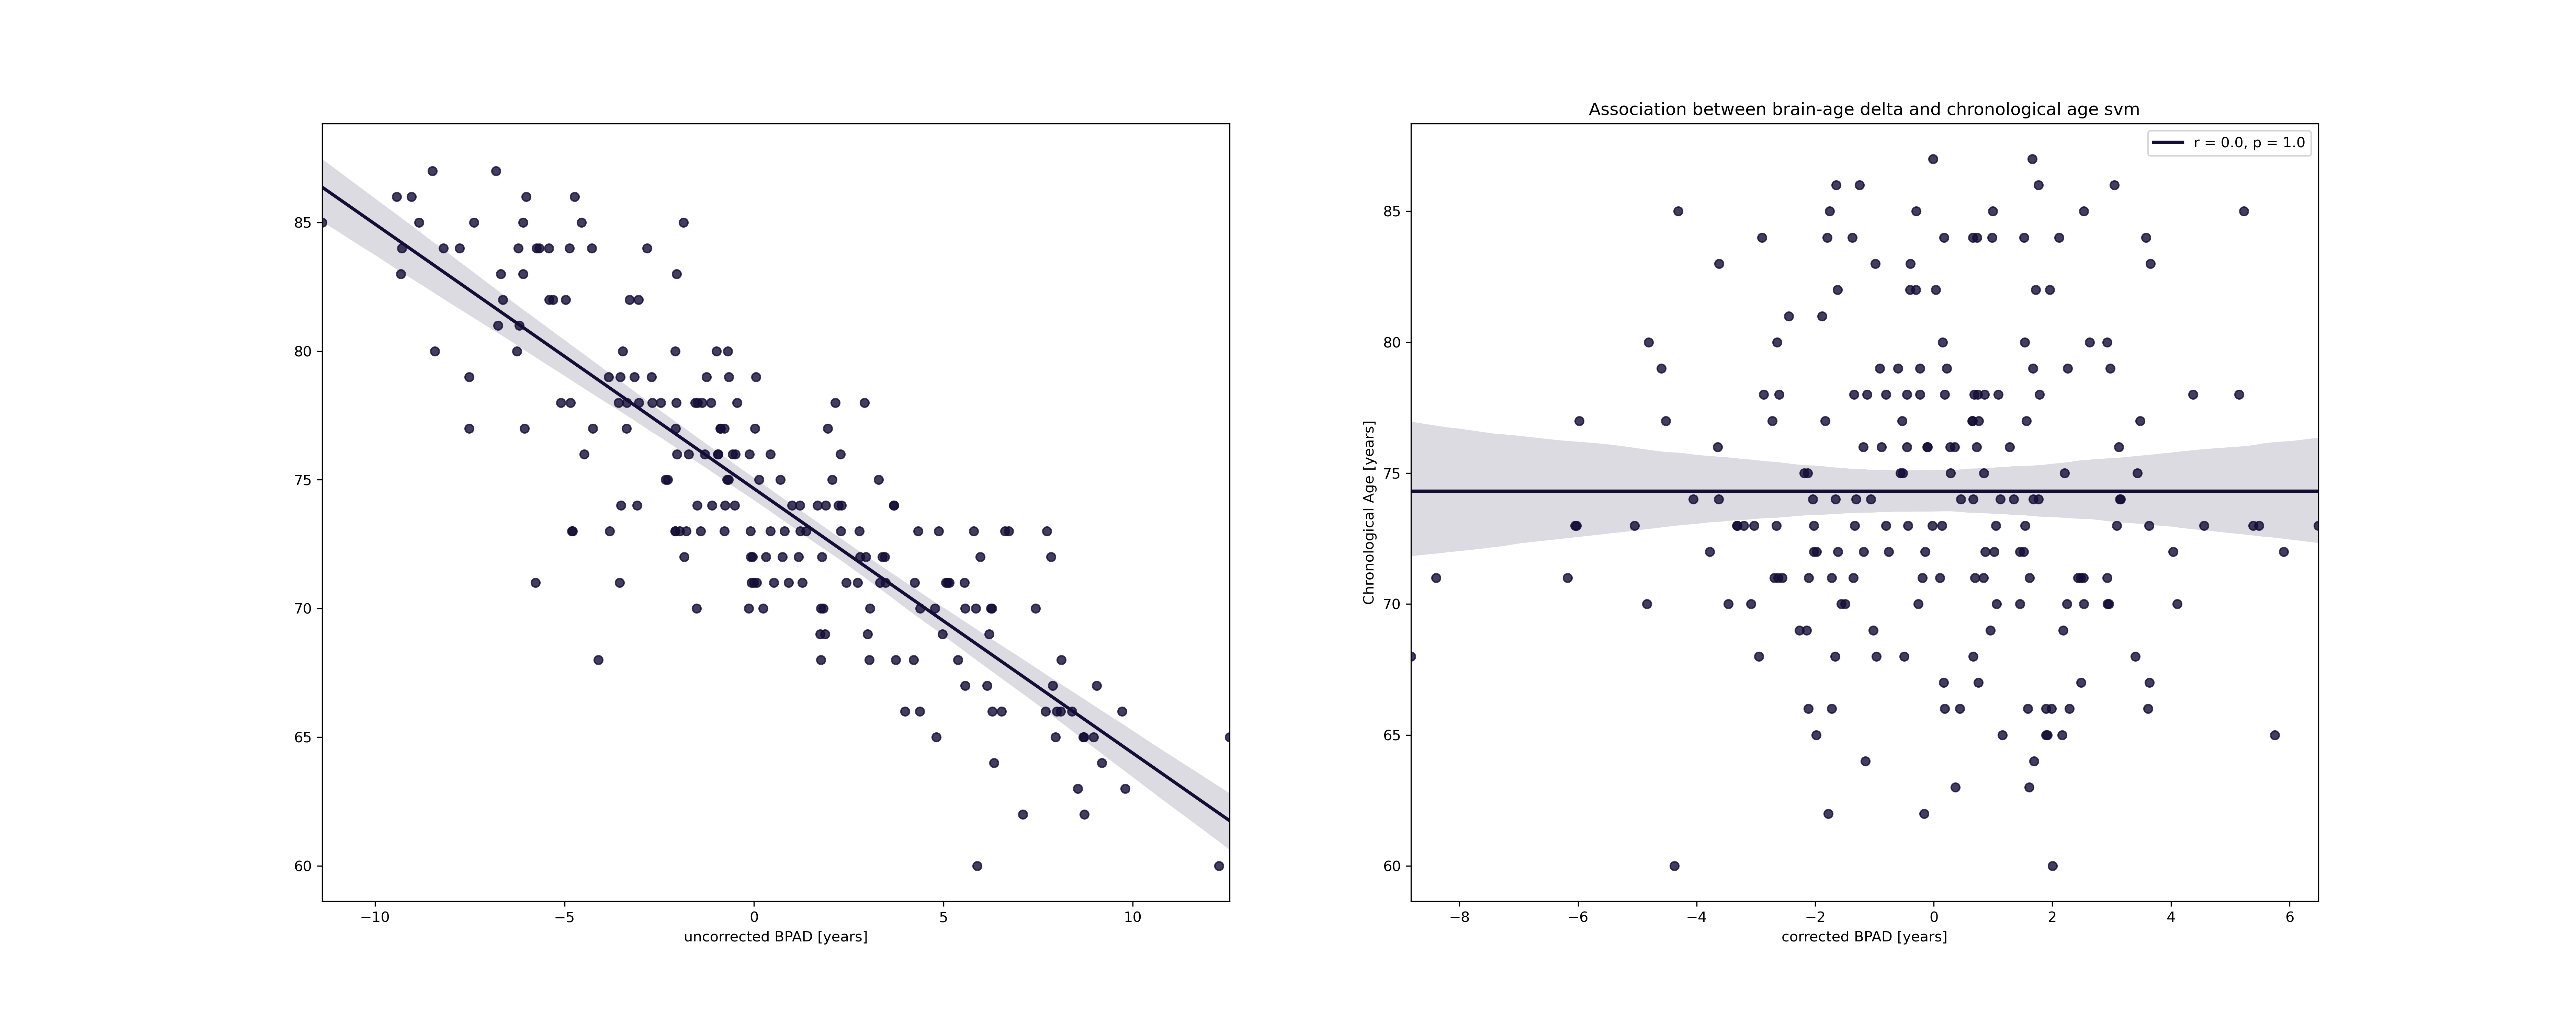 85
80
75
70
65
60
−10 −5 0 5 10
uncorrected BPAD [years]
Association between brain-age delta and chronological age svm
r = 0.0, p = 1.0
Chronological Age [years]
85
80
75
70
65
60
−8 −6 −4 −2 0 2 4 6
corrected BPAD [years]